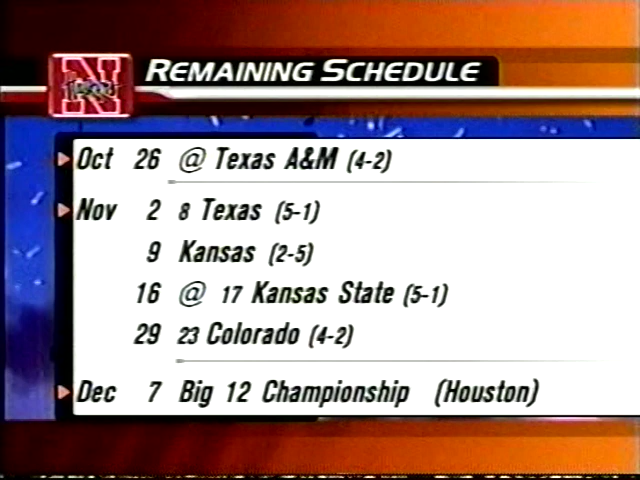 N
REMAINING SCHEDULE
Oct 26 @ Texas A&M (4-2)
Nov 2 8 Texas (5-1)
9 Kansas (2-5)
16 @ 17 Kansas State (5-1)
29 23 Colorado (4-2)
Dec 7 Big 12 Championship (Houston)